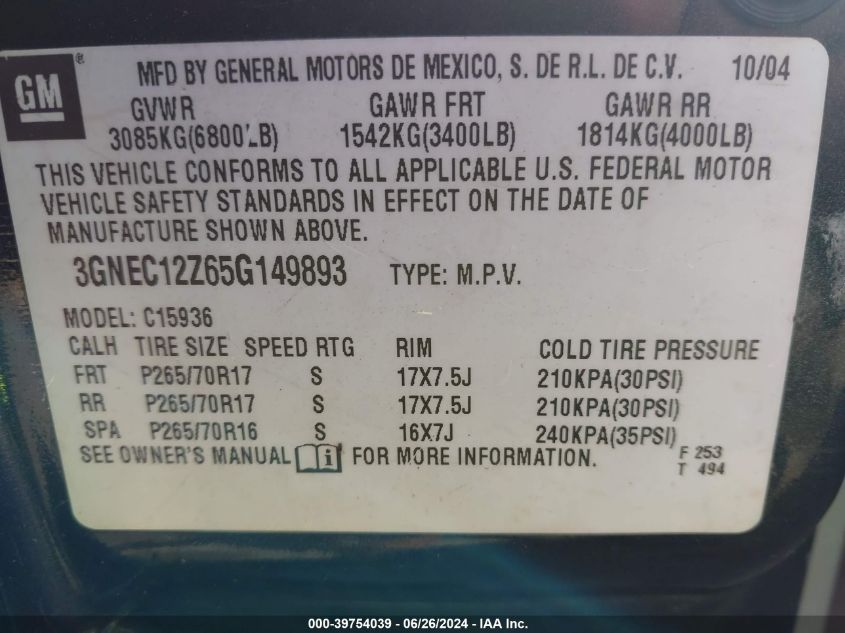 GM ®
MFD BY GENERAL MOTORS DE MEXICO, S. DE R.L. DE C.V. 10/04
GVWR GAWR FRT GAWR RR
3085KG(6800LB) 1542KG(3400LB) 1814KG(4000LB)
THIS VEHICLE CONFORMS TO ALL APPLICABLE U.S. FEDERAL MOTOR
VEHICLE SAFETY STANDARDS IN EFFECT ON THE DATE OF
MANUFACTURE SHOWN ABOVE.
3GNEC12Z65G149893 TYPE: M.P.V.
MODEL: C15936
CALH TIRE SIZE SPEED RTG RIM COLD TIRE PRESSURE
FRT P265/70R17 S 17X7.5J 210KPA(30PSI)
RR P265/70R17 S 17X7.5J 210KPA(30PSI)
SPA P265/70R16 S 16X7J 240KPA(35PSI)
SEE OWNER'S MANUAL i FOR MORE INFORMATION. F 253
T 494
000-39754039 - 06/26/2024 - IAA Inc.